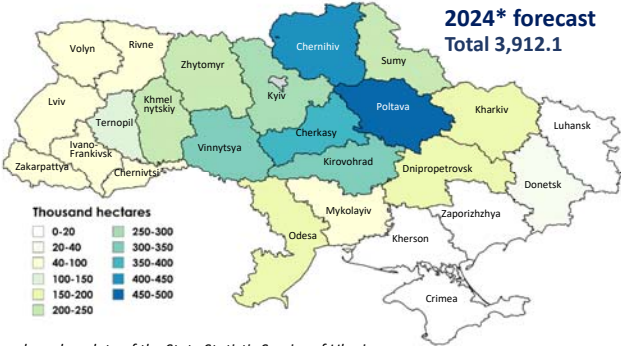 2024* forecast
Total 3,912.1
Volyn
Rivne
Zhytomyr
Chernihiv
Sumy
Kyiv
Lviv
Ternopil
Khmel
nytskiy
Poltava
Kharkiv
Luhansk
Cherkasy
Ivano-
Frankivsk
Vinnytsya
Kirovohrad
Zakarpattya
Chernivtsi
Dnipropetrovsk
Donetsk
Mykolayiv
Zaporizhzhya
Odesa
Kherson
Crimea
Thousand hectares
0-20
20-40
40-100
100-150
150-200
200-250
250-300
300-350
350-400
400-450
450-500